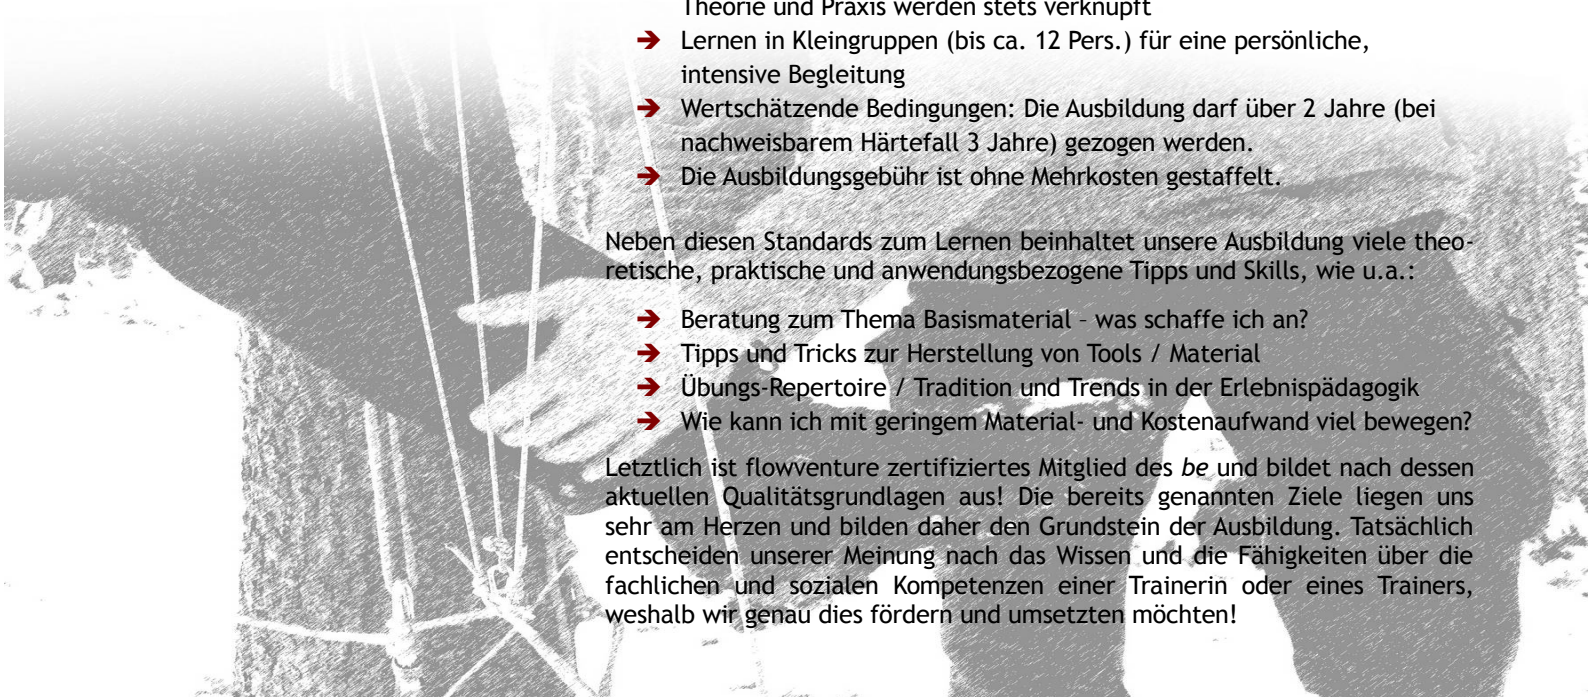 Theorie und Praxis werden stets verknüpft
➔ Lernen in Kleingruppen (bis ca. 12 Pers.) für eine persönliche,
intensive Begleitung
➔ Wertschätzende Bedingungen: Die Ausbildung darf über 2 Jahre (bei
nachweisbarem Härtefall 3 Jahre) gezogen werden.
➔ Die Ausbildungsgebühr ist ohne Mehrkosten gestaffelt.
Neben diesen Standards zum Lernen beinhaltet unsere Ausbildung viele theo-
retische, praktische und anwendungsbezogene Tipps und Skills, wie u.a.:
➔ Beratung zum Thema Basismaterial – was schaffe ich an?
➔ Tipps und Tricks zur Herstellung von Tools / Material
➔ Übungs-Repertoire / Tradition und Trends in der Erlebnispädagogik
➔ Wie kann ich mit geringem Material- und Kostenaufwand viel bewegen?
Letztlich ist flowventure zertifiziertes Mitglied des be und bildet nach dessen
aktuellen Qualitätsgrundlagen aus! Die bereits genannten Ziele liegen uns
sehr am Herzen und bilden daher den Grundstein der Ausbildung. Tatsächlich
entscheiden unserer Meinung nach das Wissen und die Fähigkeiten über die
fachlichen und sozialen Kompetenzen einer Trainerin oder eines Trainers,
weshalb wir genau dies fördern und umsetzten möchten!